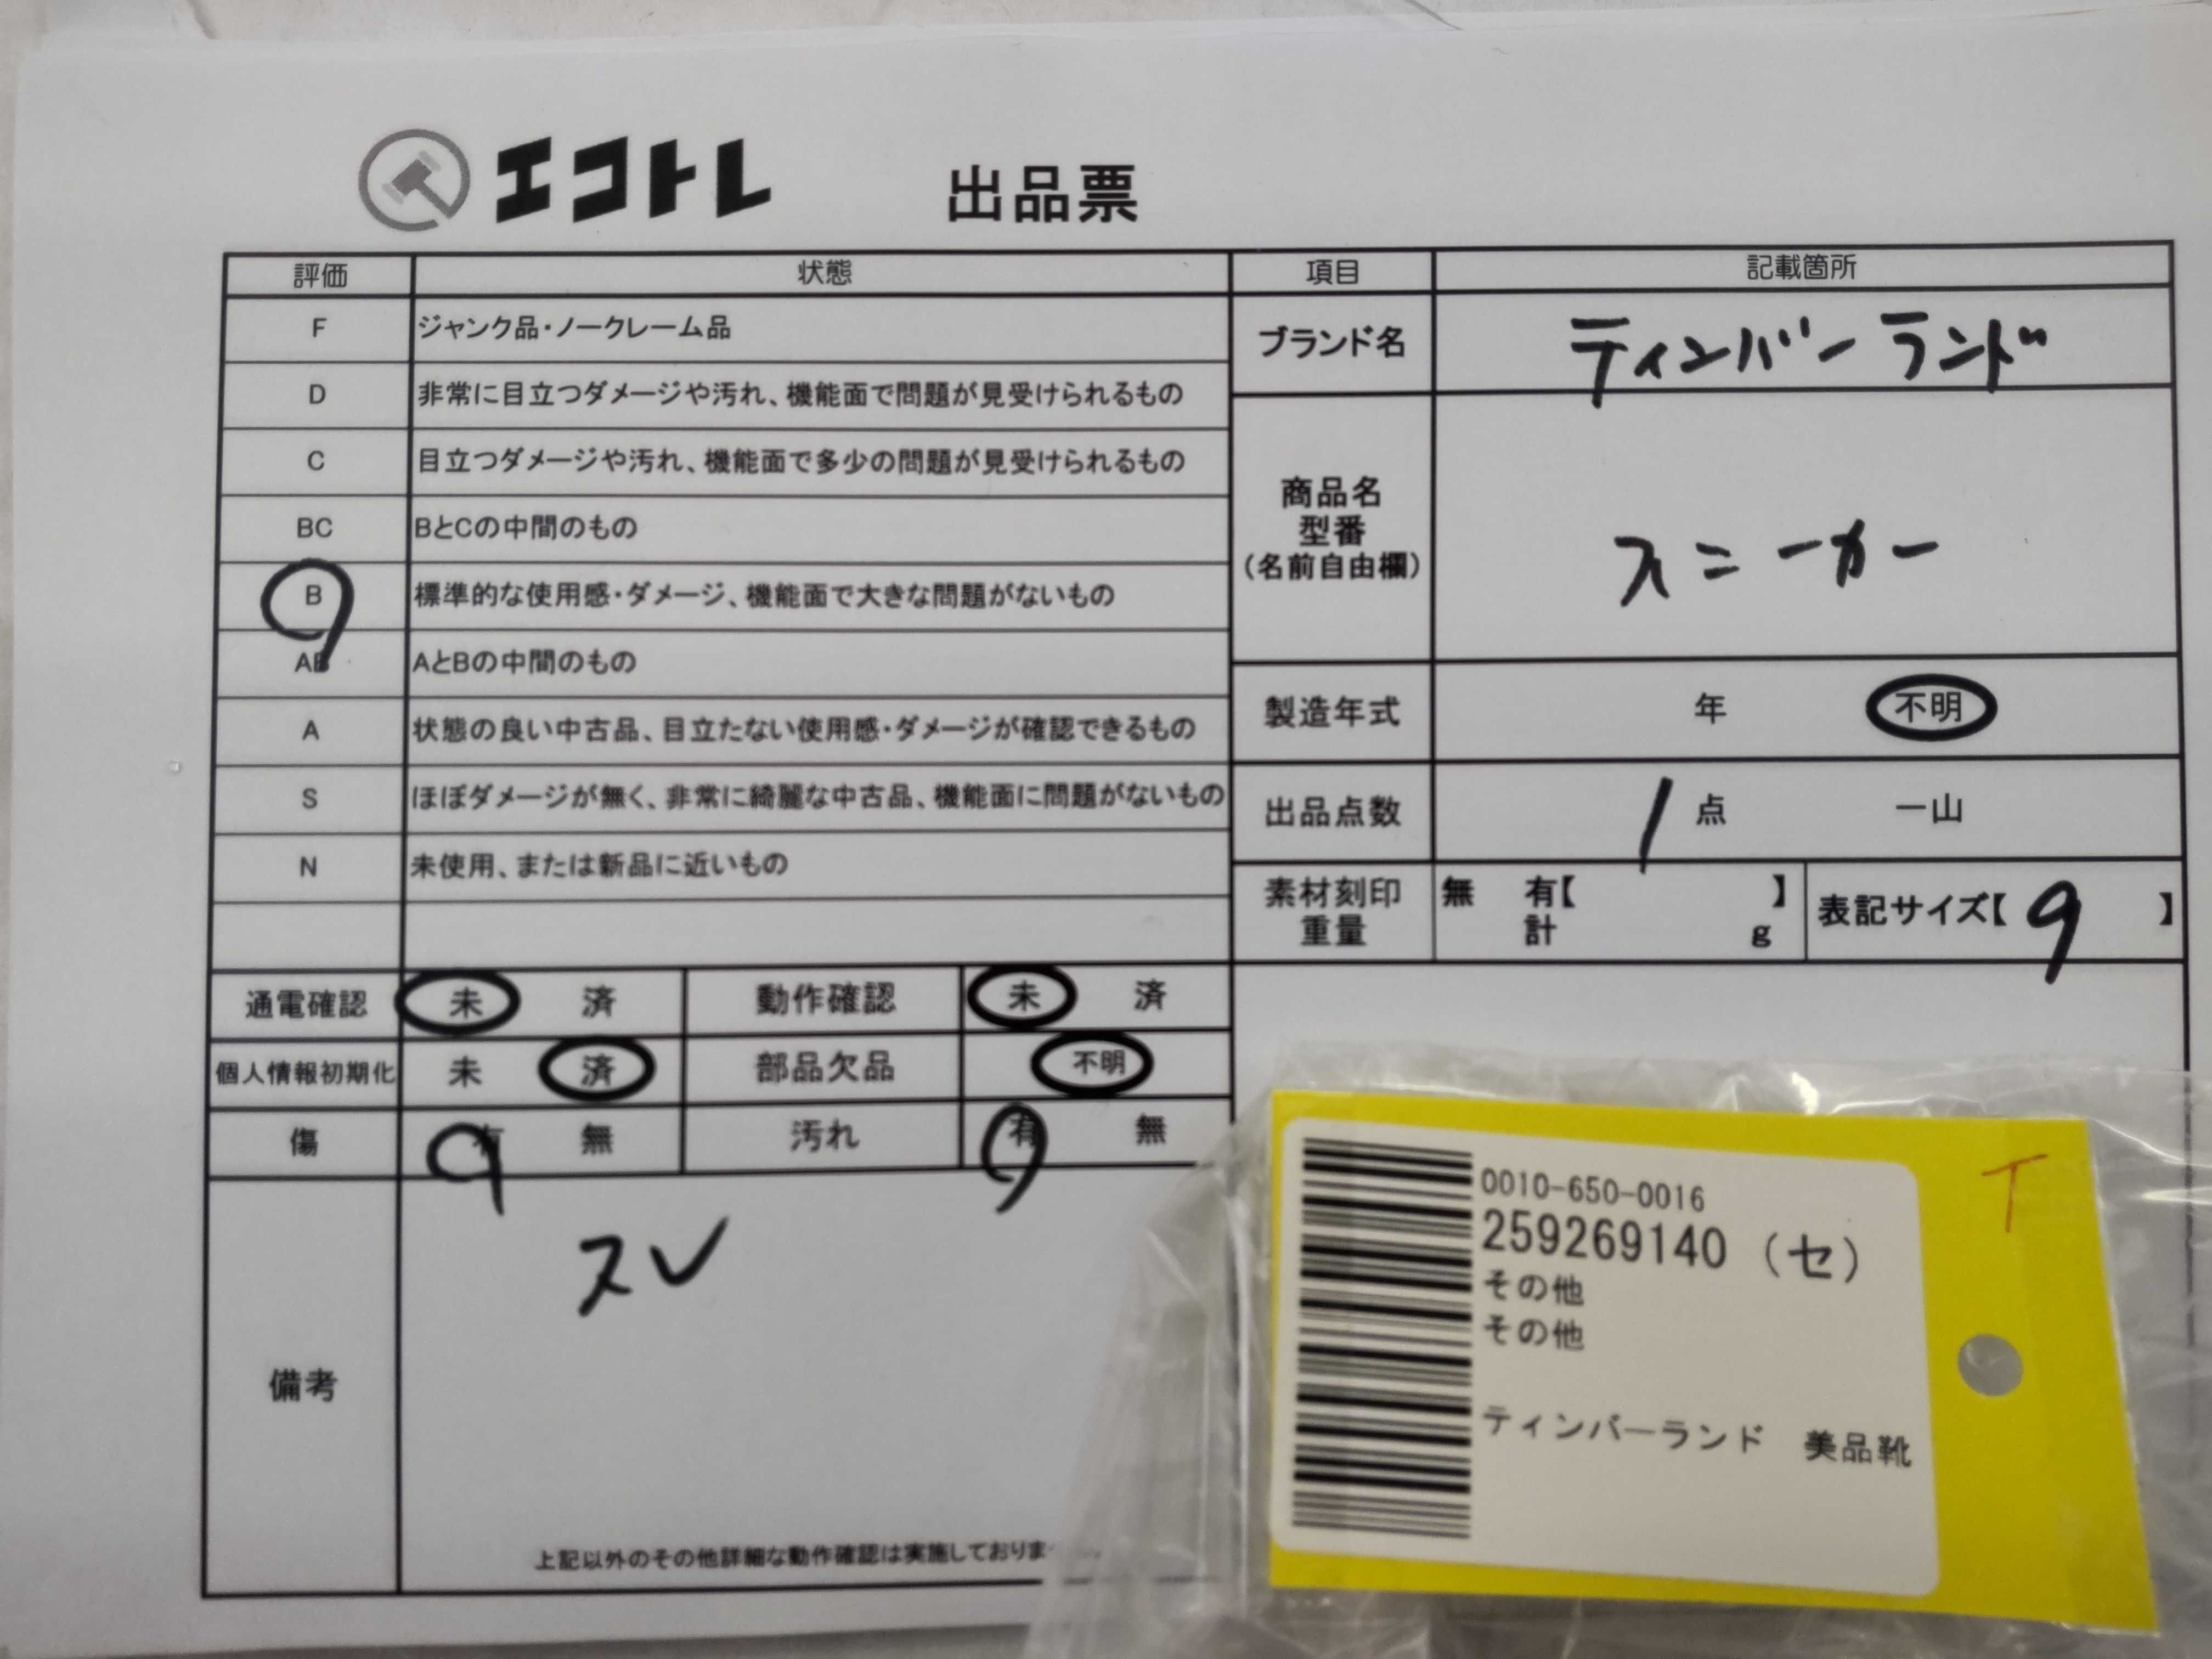 エコトレ 出品票
評価 状態 項目 記載箇所
F ジャンク品・ノークレーム品
ブランド名 ティンバーランド
D 非常に目立つダメージや汚れ、機能面で問題が見受けられるもの
C 目立つダメージや汚れ、機能面で多少の問題が見受けられるもの
商品名
型番
(名前自由欄)
スニーカー
BC BとCの中間のもの
B 標準的な使用感・ダメージ、機能面で大きな問題がないもの
AB AとBの中間のもの
製造年式 年 不明
A 状態の良い中古品、目立たない使用感・ダメージが確認できるもの
S ほぼダメージが無く、非常に綺麗な中古品、機能面に問題がないもの
出品点数 1 点 一山
N 未使用、または新品に近いもの
素材刻印
重量
無 有【 】
計 g
表記サイズ【 9 】
通電確認 未 済 動作確認 未 済
個人情報初期化 未 済 部品欠品 不明
傷 有 無 汚れ 有 無
備考
スレ
上記以外のその他詳細な動作確認は実施しておりま
0010-650-0016
259269140 (セ)
その他
その他
ティンバーランド 美品靴
T